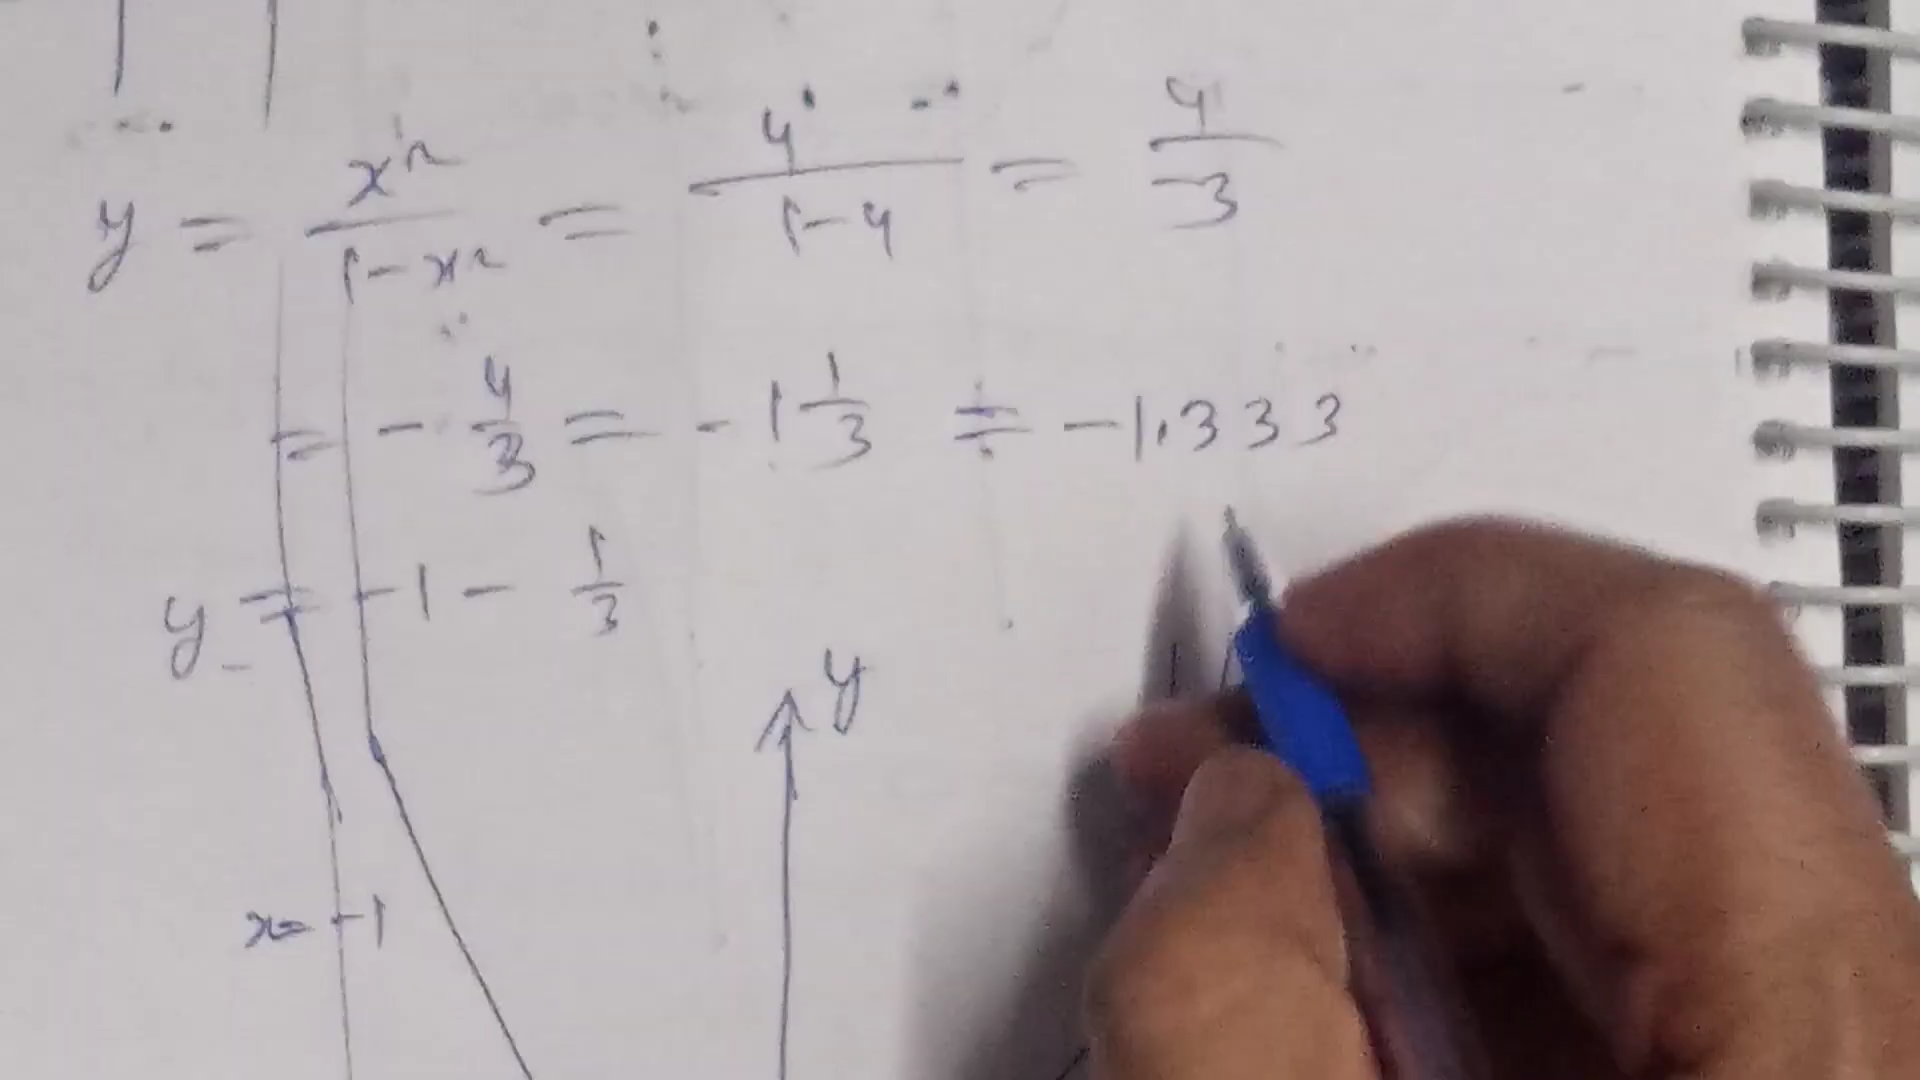 y = x² / 1-x² = 4 / 1-4 = 4 / -3
= - 4/3 = - 1 1/3 ≑ -1.333
y = -1 - 1/3
y
x = -1